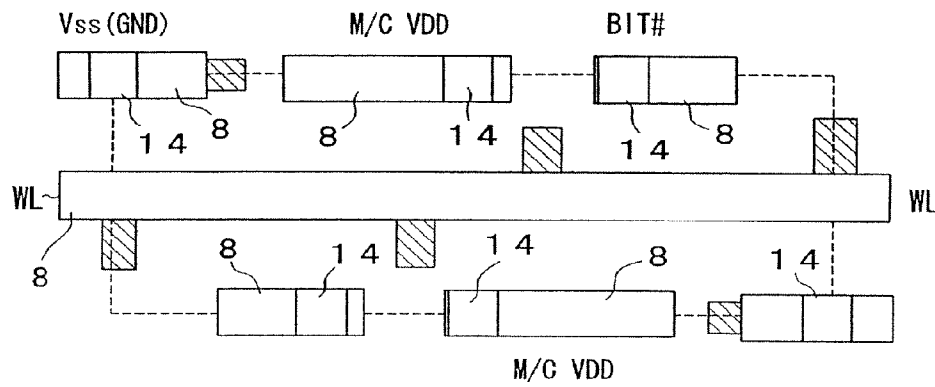 Vss(GND) M/C VDD BIT#
14 8 8 14 14 8
WL WL
8
8 14 14 8 14
M/C VDD